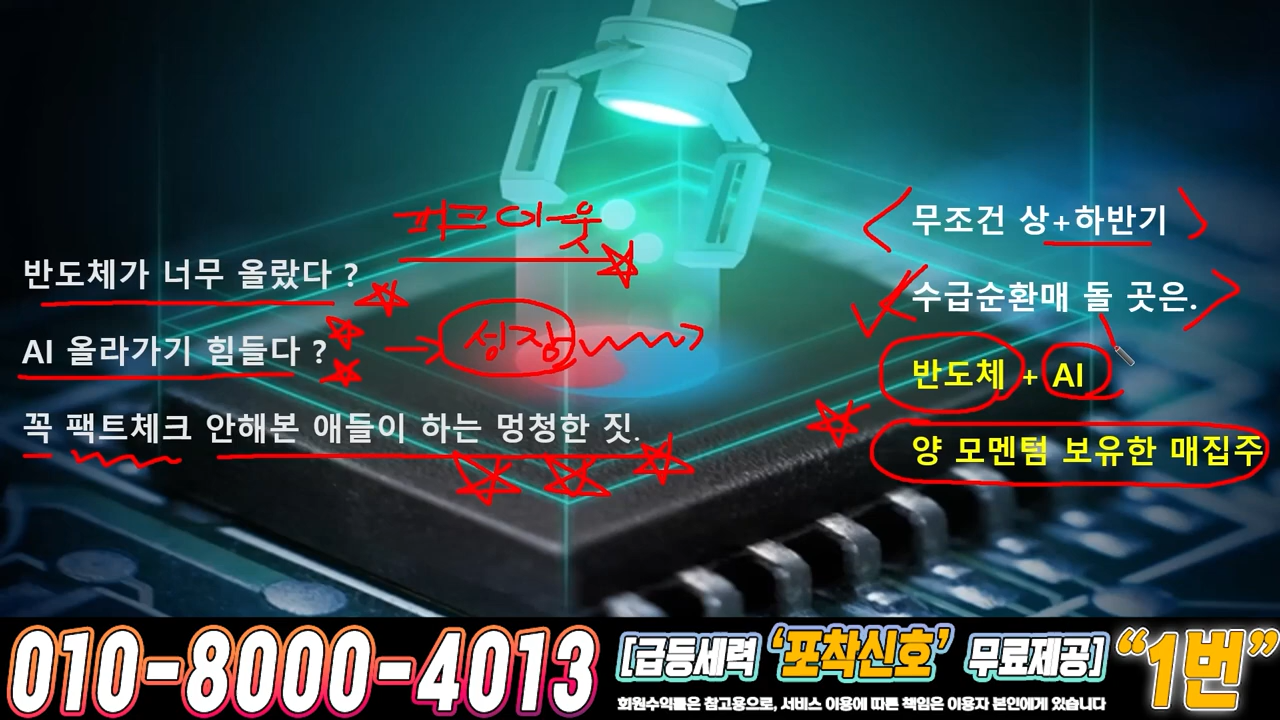 피크아웃
반도체가 너무 올랐다 ?
AI 올라가기 힘들다 ?
성장
꼭 팩트체크 안해본 애들이 하는 멍청한 짓.
무조건 상+하반기
수급순환매 돌 곳은.
반도체 + AI
양 모멘텀 보유한 매집주
010-8000-4013
[급등세력 '포착신호' 무료제공] "1번"
회원수익률은 참고용으로, 서비스 이용에 따른 책임은 이용자 본인에게 있습니다